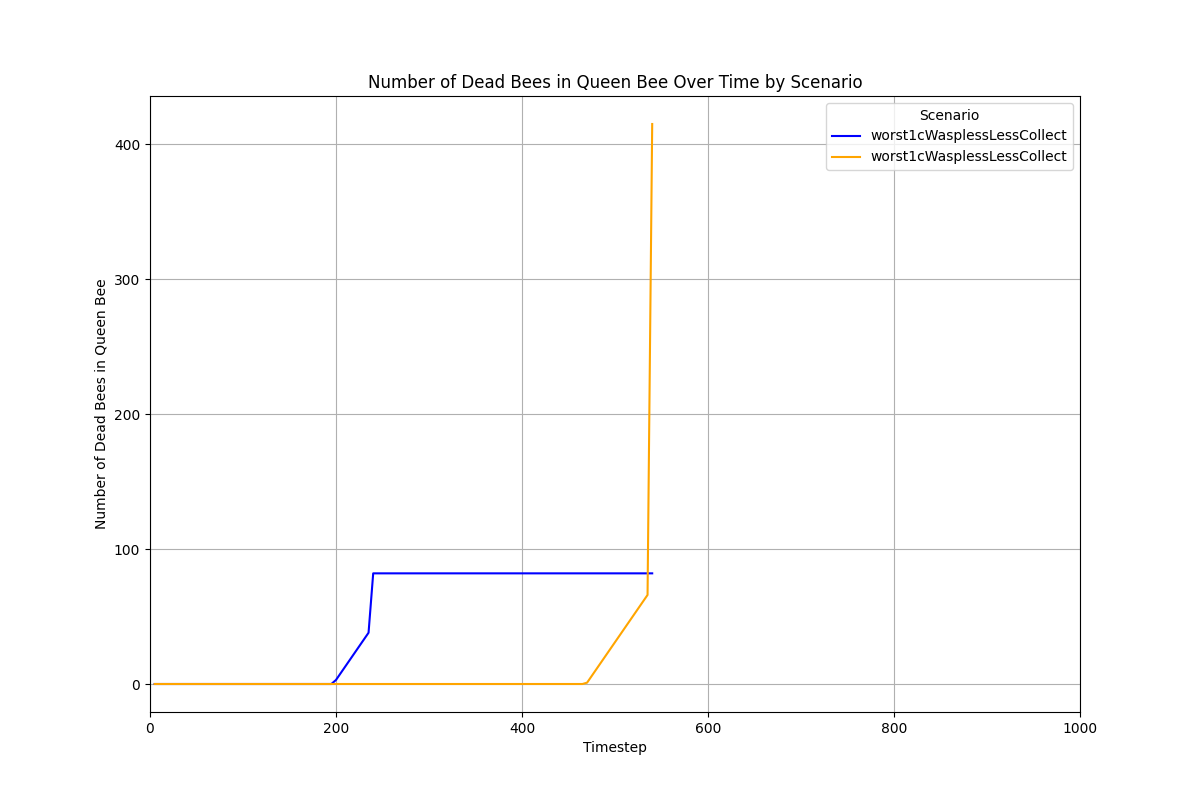 Number of Dead Bees in Queen Bee Over Time by Scenario
Scenario
worst1cWasplessLessCollect
worst1cWasplessLessCollect
Number of Dead Bees in Queen Bee
400
300
200
100
0
0 200 400 600 800 1000
Timestep